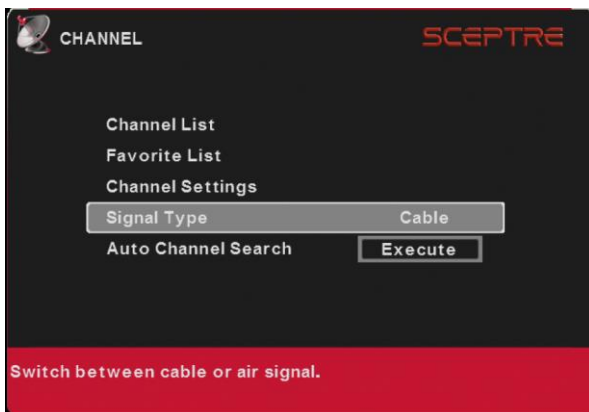 CHANNEL SCEPTRE
Channel List
Favorite List
Channel Settings
Signal Type Cable
Auto Channel Search Execute
Switch between cable or air signal.